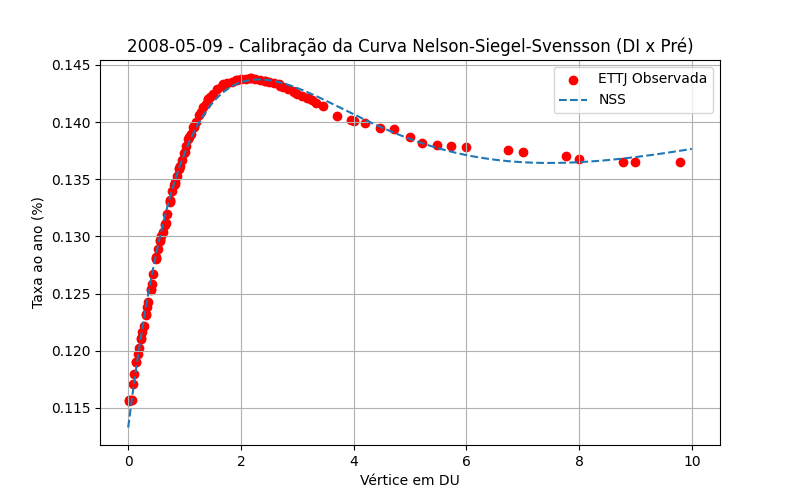 2008-05-09 - Calibração da Curva Nelson-Siegel-Svensson (DI x Pré)
0.145
0.140
0.135
0.130
0.125
0.120
0.115
Taxa ao ano (%)
ETTJ Observada
NSS
0 2 4 6 8 10
Vértice em DU